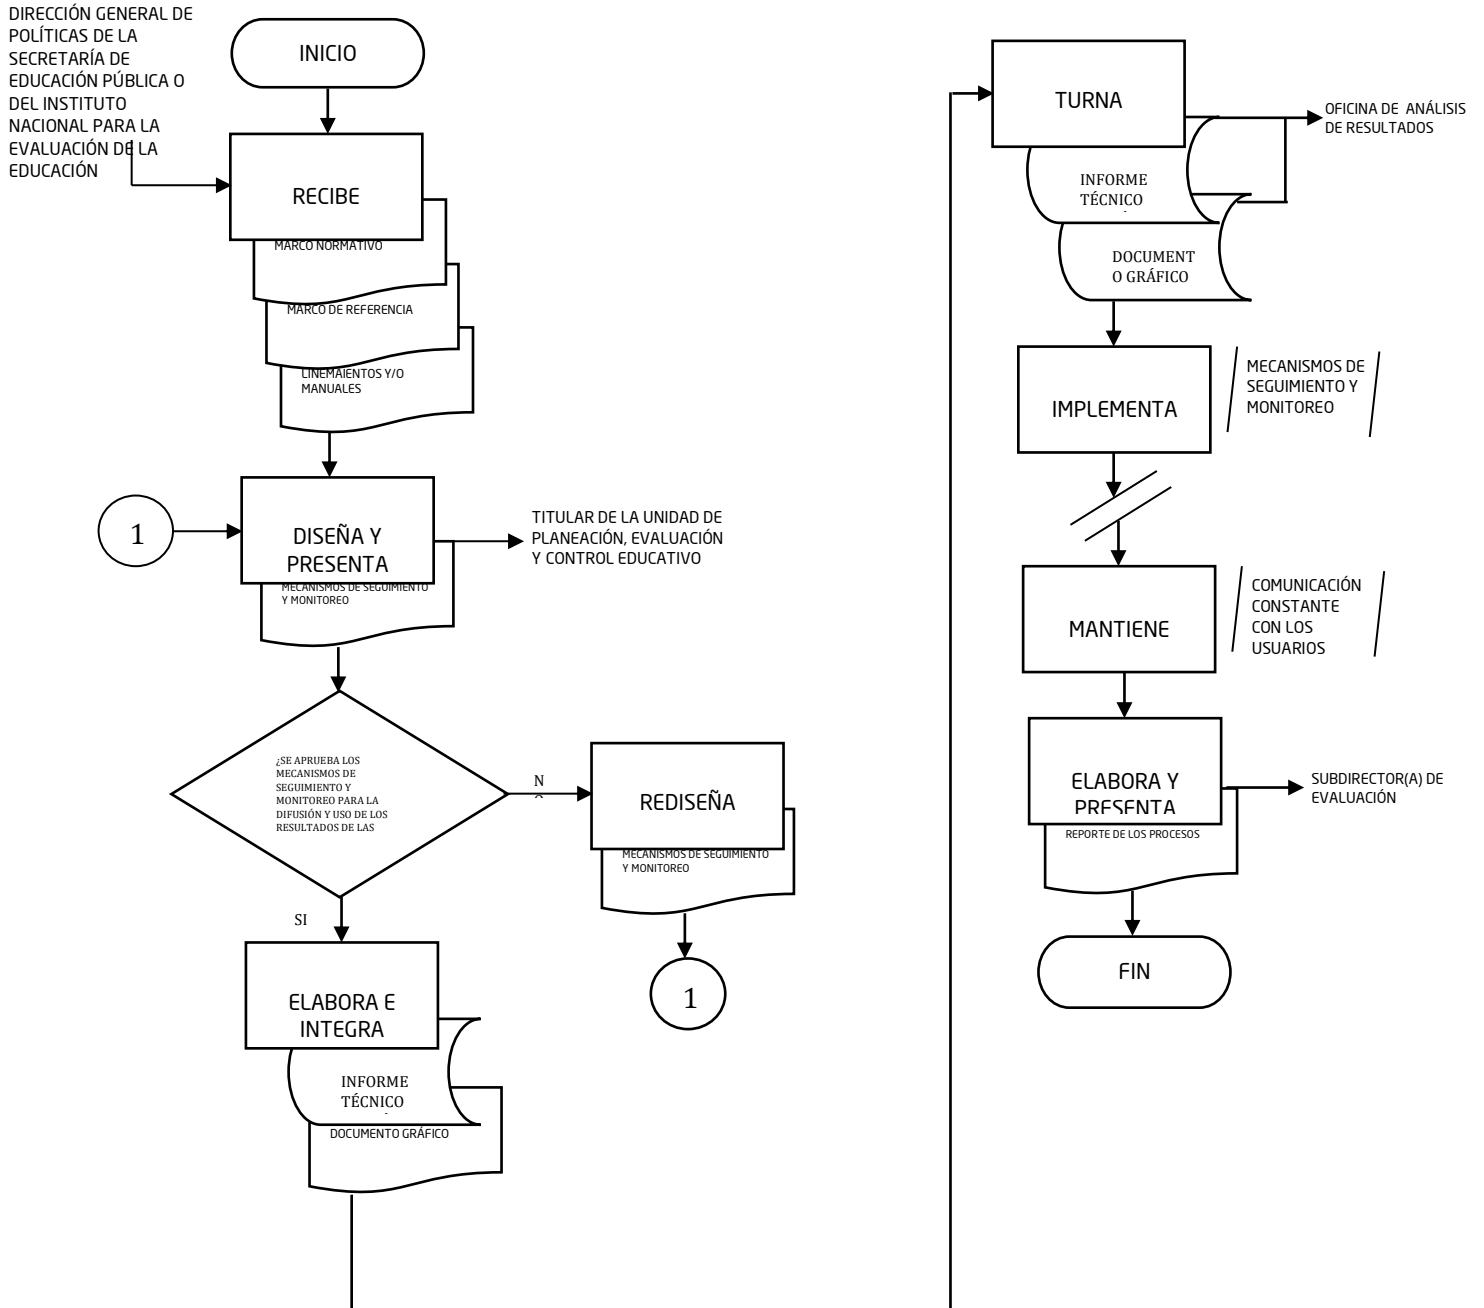 DIRECCIÓN GENERAL DE
POLÍTICAS DE LA
SECRETARÍA DE
EDUCACIÓN PÚBLICA O
DEL INSTITUTO
NACIONAL PARA LA
EVALUACIÓN DE LA
EDUCACIÓN
INICIO
RECIBE
MARCO NORMATIVO
MARCO DE REFERENCIA
LINEMAIENTOS Y/O
MANUALES
1
DISEÑA Y
PRESENTA
MECANISMOS DE SEGUIMIENTO
Y MONITOREO
TITULAR DE LA UNIDAD DE
PLANEACIÓN, EVALUACIÓN
Y CONTROL EDUCATIVO
¿SE APRUEBA LOS
MECANISMOS DE
SEGUIMIENTO Y
MONITOREO PARA LA
DIFUSIÓN Y USO DE LOS
RESULTADOS DE LAS
N
REDISEÑA
MECANISMOS DE SEGUIMIENTO
Y MONITOREO
1
SI
ELABORA E
INTEGRA
INFORME
TÉCNICO
DOCUMENTO GRÁFICO
TURNA
OFICINA DE ANÁLISIS
DE RESULTADOS
INFORME
TÉCNICO
DOCUMENT
O GRÁFICO
IMPLEMENTA
MECANISMOS DE
SEGUIMIENTO Y
MONITOREO
MANTIENE
COMUNICACIÓN
CONSTANTE
CON LOS
USUARIOS
ELABORA Y
PRESENTA
REPORTE DE LOS PROCESOS
SUBDIRECTOR(A) DE
EVALUACIÓN
FIN